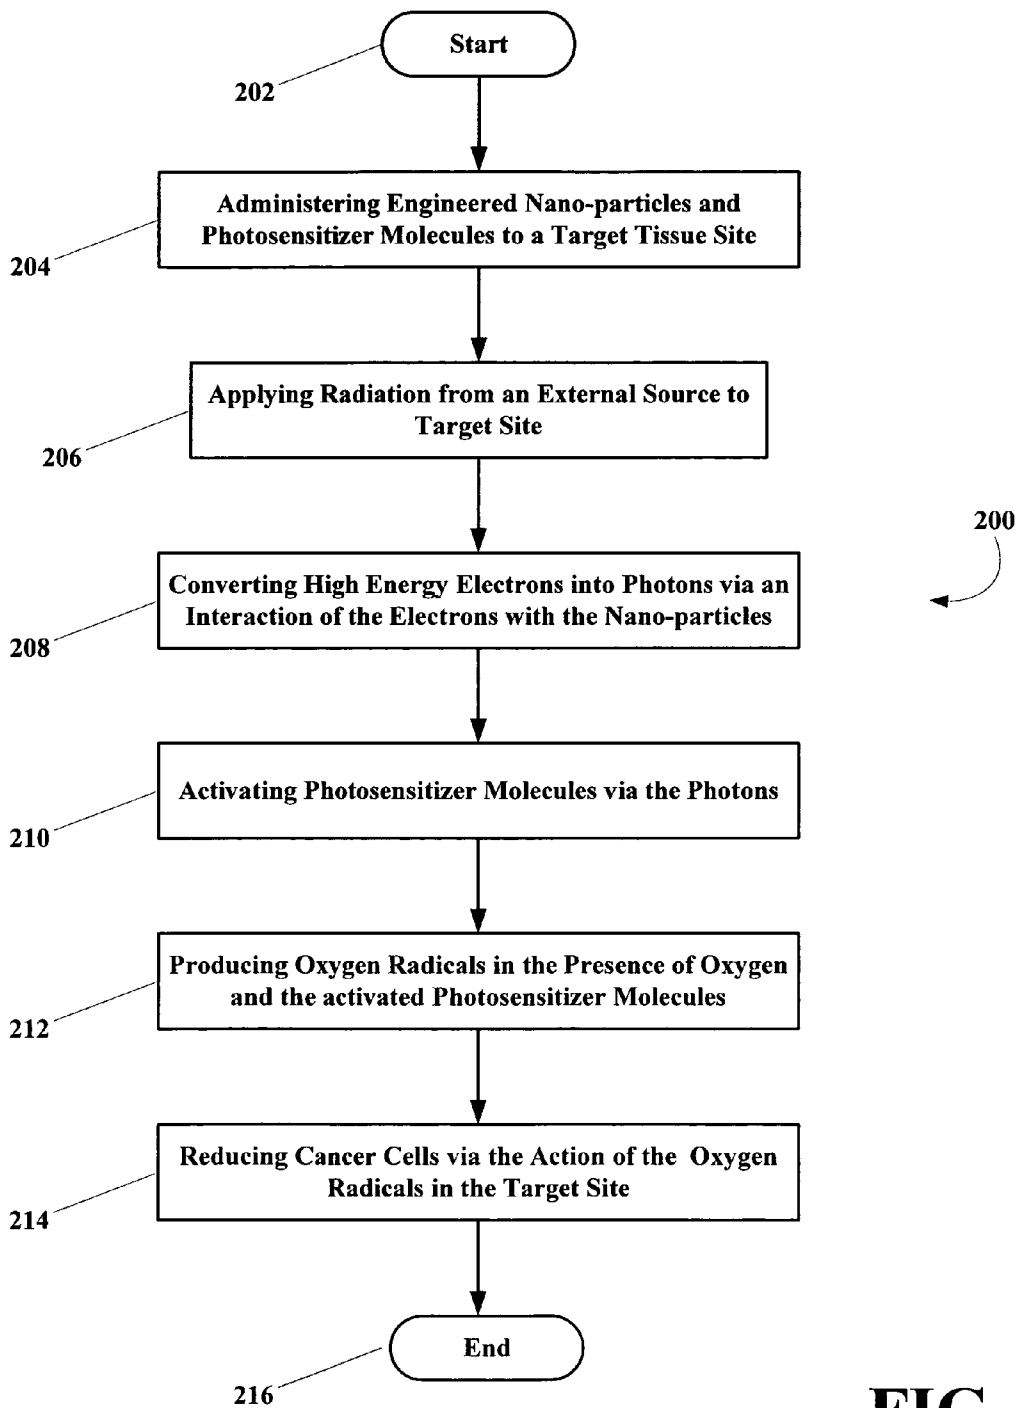 Start
202
Administering Engineered Nano-particles and
Photosensitizer Molecules to a Target Tissue Site
204
Applying Radiation from an External Source to
Target Site
206
200
Converting High Energy Electrons into Photons via an
Interaction of the Electrons with the Nano-particles
208
Activating Photosensitizer Molecules via the Photons
210
Producing Oxygen Radicals in the Presence of Oxygen
and the activated Photosensitizer Molecules
212
Reducing Cancer Cells via the Action of the Oxygen
Radicals in the Target Site
214
End
216
FIG